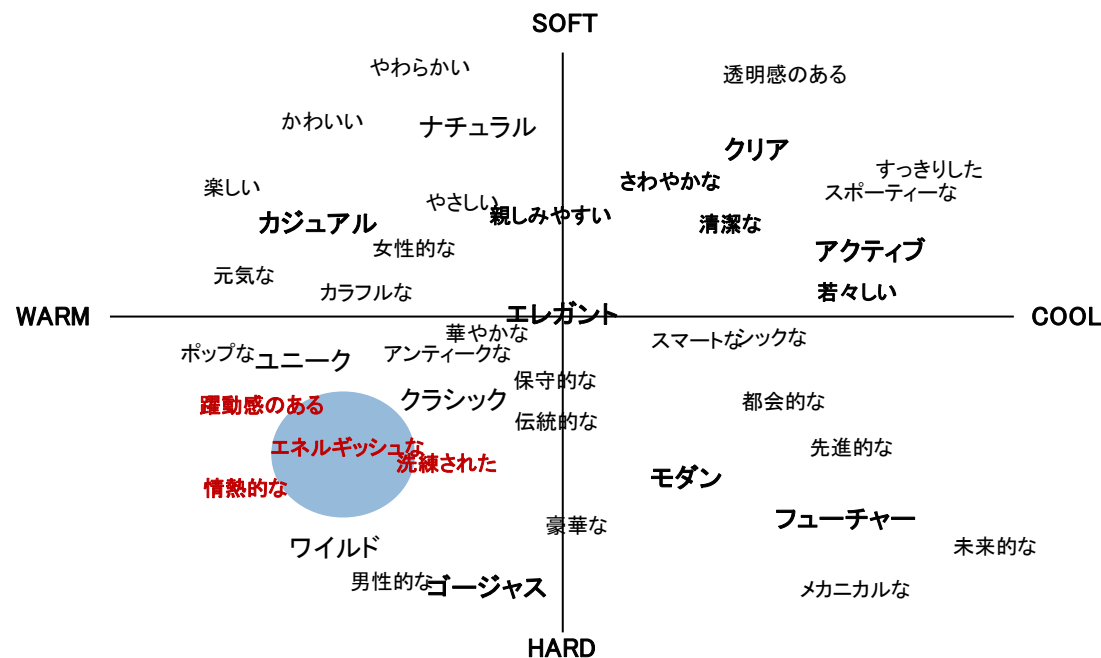 SOFT
やわらかい
透明感のある
かわいい
ナチュラル
クリア
すっきりした
さわやかな
楽しい
スポーティーな
やさしい
親しみやすい
カジュアル
清潔な
女性的な
アクティブ
元気な
カラフルな
若々しい
WARM
エレガント
COOL
華やかな
スマートな
シックな
ポップな
ユニーク
アンティークな
保守的な
クラシック
都会的な
躍動感のある
伝統的な
エネルギッシュな
先進的な
洗練された
モダン
情熱的な
フューチャー
豪華な
ワイルド
未来的な
男性的な
ゴージャス
メカニカルな
HARD